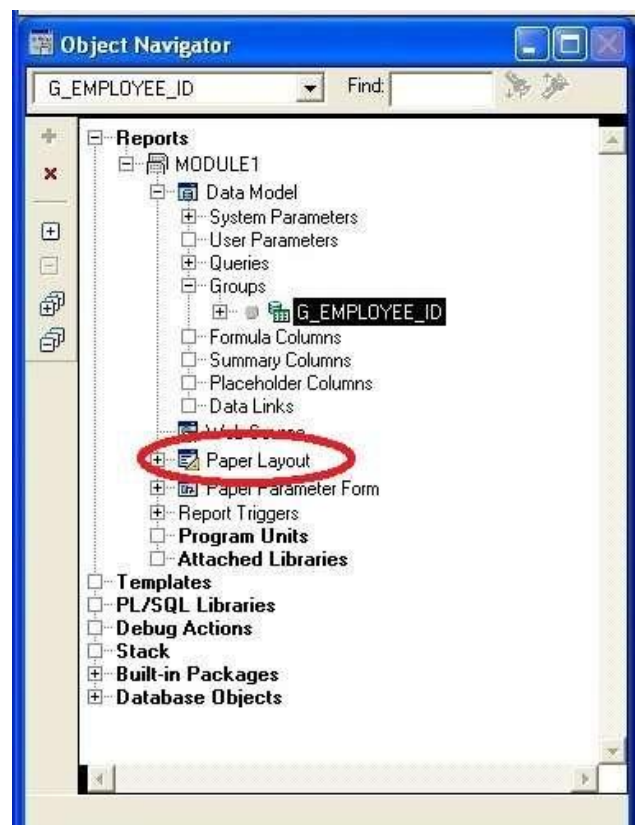 Object Navigator
G_EMPLOYEE_ID Find:
Reports
MODULE1
Data Model
System Parameters
User Parameters
Queries
Groups
G_EMPLOYEE_ID
Formula Columns
Summary Columns
Placeholder Columns
Data Links
Web Source
Paper Layout
Paper Parameter Form
Report Triggers
Program Units
Attached Libraries
Templates
PL/SQL Libraries
Debug Actions
Stack
Built-in Packages
Database Objects